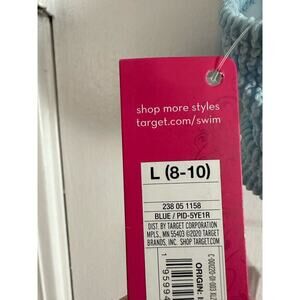 shop more styles
target.com/swim
L (8-10)
238 05 1158
BLUE / PID-5YE1R
DIST. BY TARGET CORPORATION
MPLS, MN 55403 ©2020 TARGET
BRANDS, INC. SHOP TARGET.COM
ORIGIN: